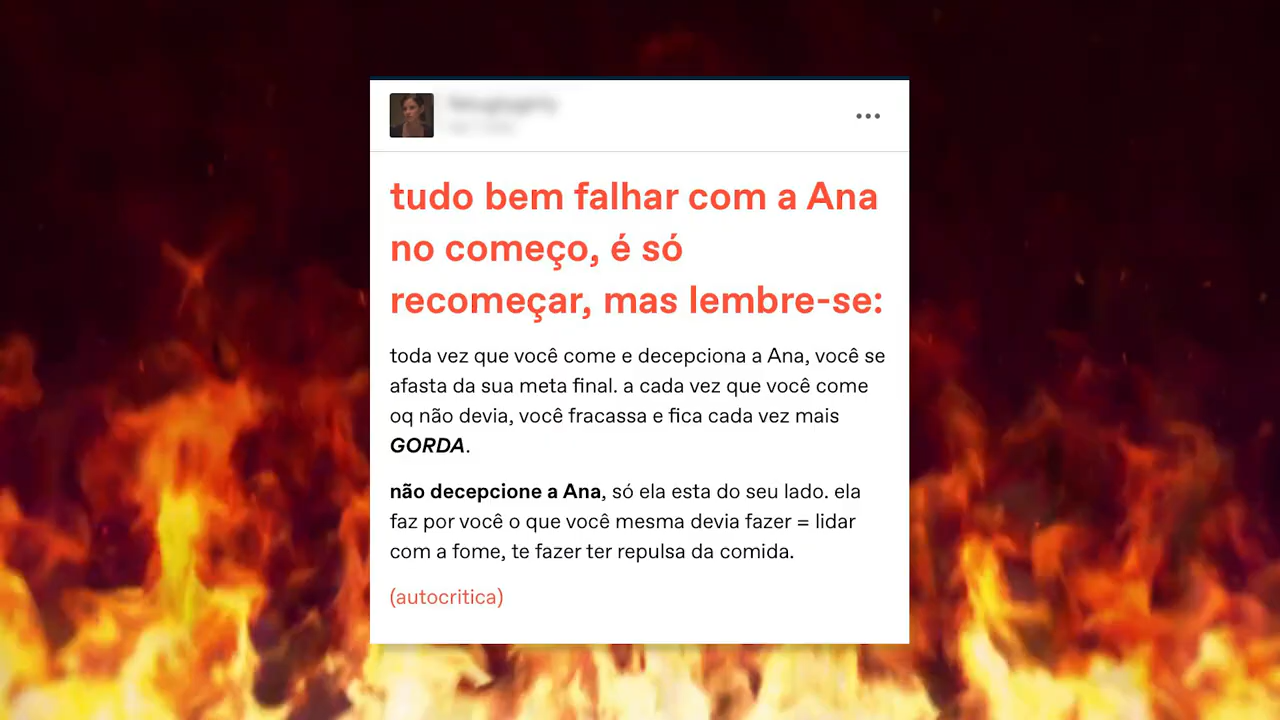 tudo bem falhar com a Ana
no começo, é só
recomeçar, mas lembre-se:
toda vez que você come e decepciona a Ana, você se
afasta da sua meta final. a cada vez que você come
oq não devia, você fracassa e fica cada vez mais
GORDA.
não decepcione a Ana, só ela esta do seu lado. ela
faz por você o que você mesma devia fazer = lidar
com a fome, te fazer ter repulsa da comida.
(autocritica)